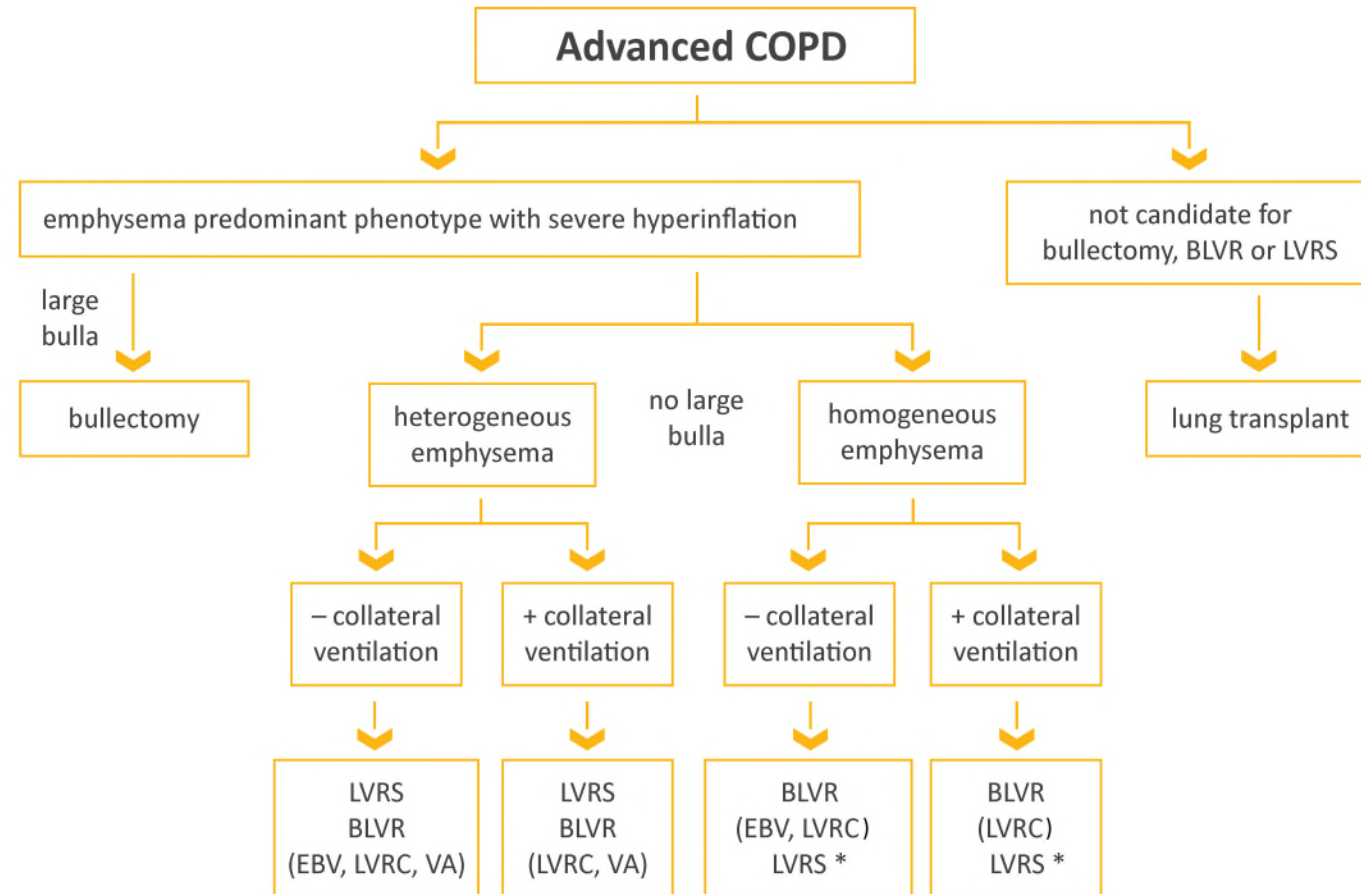 Advanced COPD
emphysema predominant phenotype with severe hyperinflation
not candidate for
bullectomy, BLVR or LVRS
large
bulla
bullectomy
heterogeneous
emphysema
no large
bulla
homogeneous
emphysema
lung transplant
– collateral
ventilation
+ collateral
ventilation
– collateral
ventilation
+ collateral
ventilation
LVRS
BLVR
(EBV, LVRC, VA)
LVRS
BLVR
(LVRC, VA)
BLVR
(EBV, LVRC)
LVRS *
BLVR
(LVRC)
LVRS *